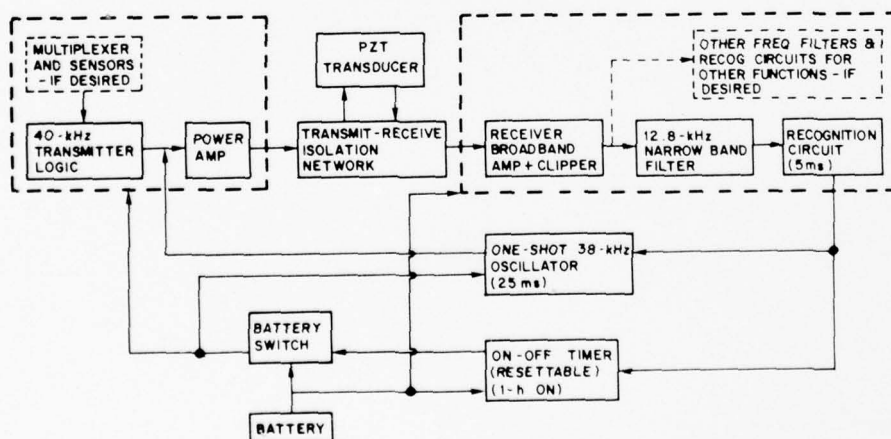 MULTIPLEXER
AND SENSORS
- IF DESIRED
PZT
TRANSDUCER
OTHER FREQ FILTERS &
RECOG CIRCUITS FOR
OTHER FUNCTIONS - IF
DESIRED
40-kHz
TRANSMITTER
LOGIC
POWER
AMP
TRANSMIT-RECEIVE
ISOLATION
NETWORK
RECEIVER
BROADBAND
AMP + CLIPPER
12.8-kHz
NARROW BAND
FILTER
RECOGNITION
CIRCUIT
(5ms)
ONE-SHOT 38-kHz
OSCILLATOR
(25ms)
BATTERY
SWITCH
ON-OFF TIMER
(RESETTABLE)
(1-h ON)
BATTERY